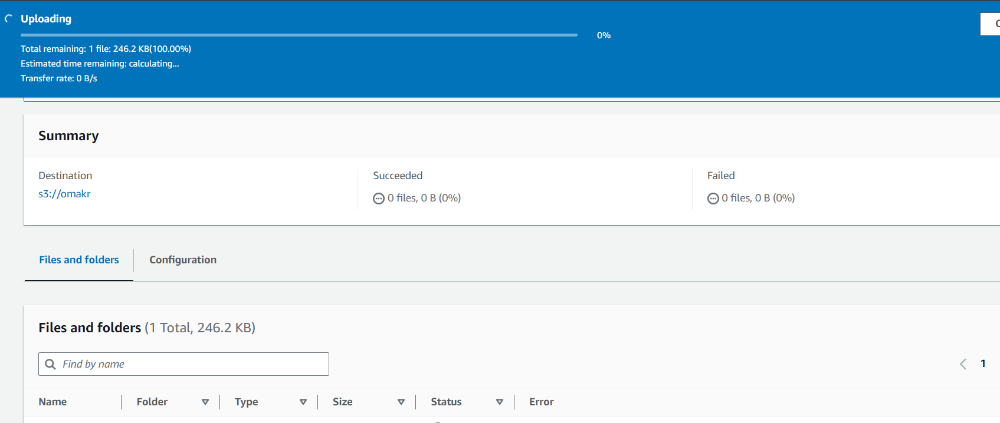 Uploading
0%
Total remaining: 1 file: 246.2 KB(100.00%)
Estimated time remaining: calculating...
Transfer rate: 0 B/s
Summary
Destination
s3://omakr
Succeeded
0 files, 0 B (0%)
Failed
0 files, 0 B (0%)
Files and folders
Configuration
Files and folders (1 Total, 246.2 KB)
Find by name
1
Name
Folder
Type
Size
Status
Error